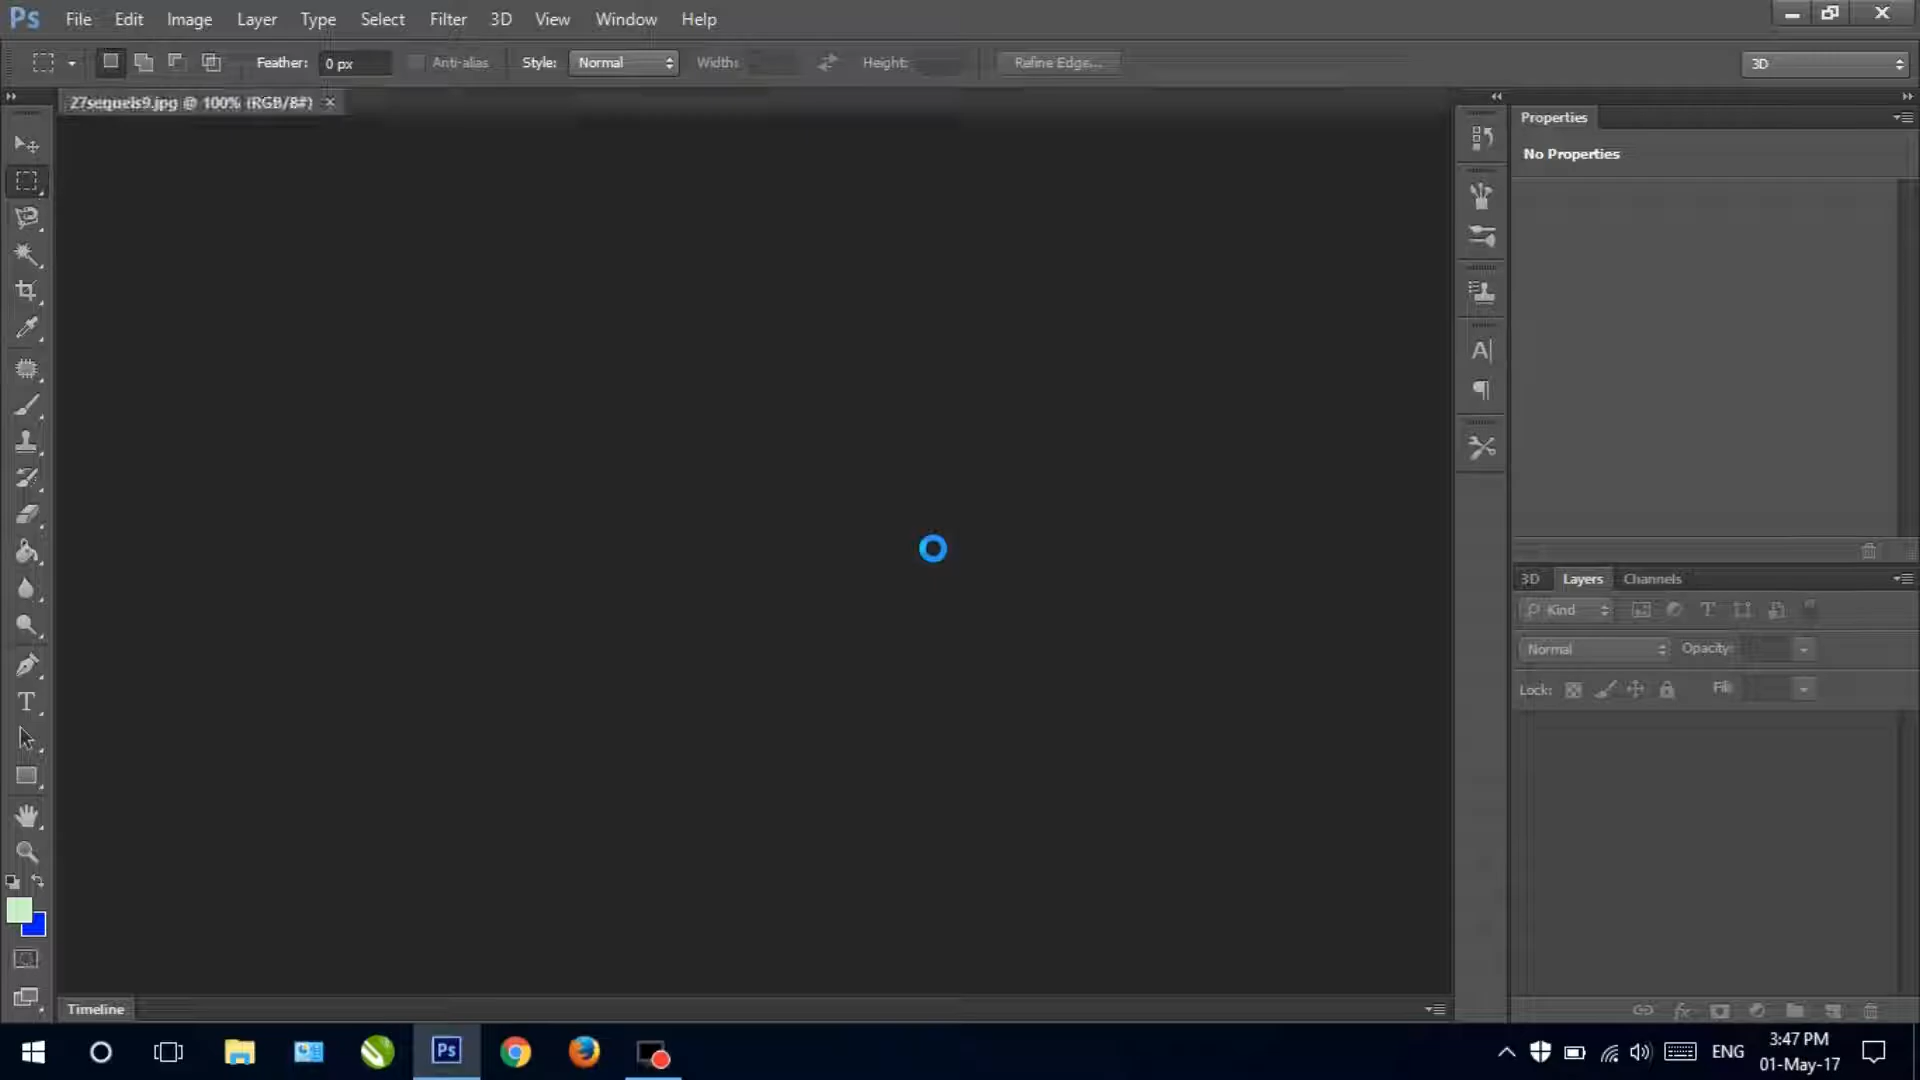 Ps File Edit Image Layer Type Select Filter 3D View Window Help
Feather: 0 px Anti-alias Style: Normal Width: Height: Refine Edge... 3D
27sequels9.jpg @ 100% (RGB/8#) ×
Properties
No Properties
3D Layers Channels
Kind
Normal Opacity:
Lock: Fill:
Timeline
Ps
ENG
3:47 PM
01-May-17